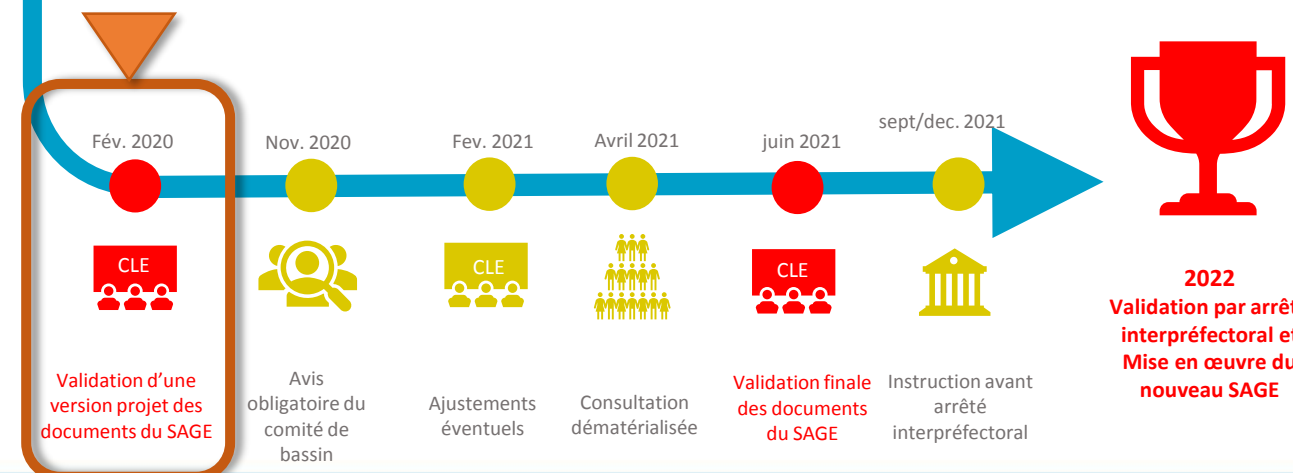 Fév. 2020
Nov. 2020
Fev. 2021
Avril 2021
juin 2021
sept/dec. 2021
CLE
CLE
CLE
Validation d'une
version projet des
documents du SAGE
Avis
obligatoire du
comité de
bassin
Ajustements
éventuels
Consultation
dématérialisée
Validation finale
des documents
du SAGE
Instruction avant
arrêté
interpréfectoral
2022
Validation par arrêt
interpréfectoral et
Mise en œuvre du
nouveau SAGE